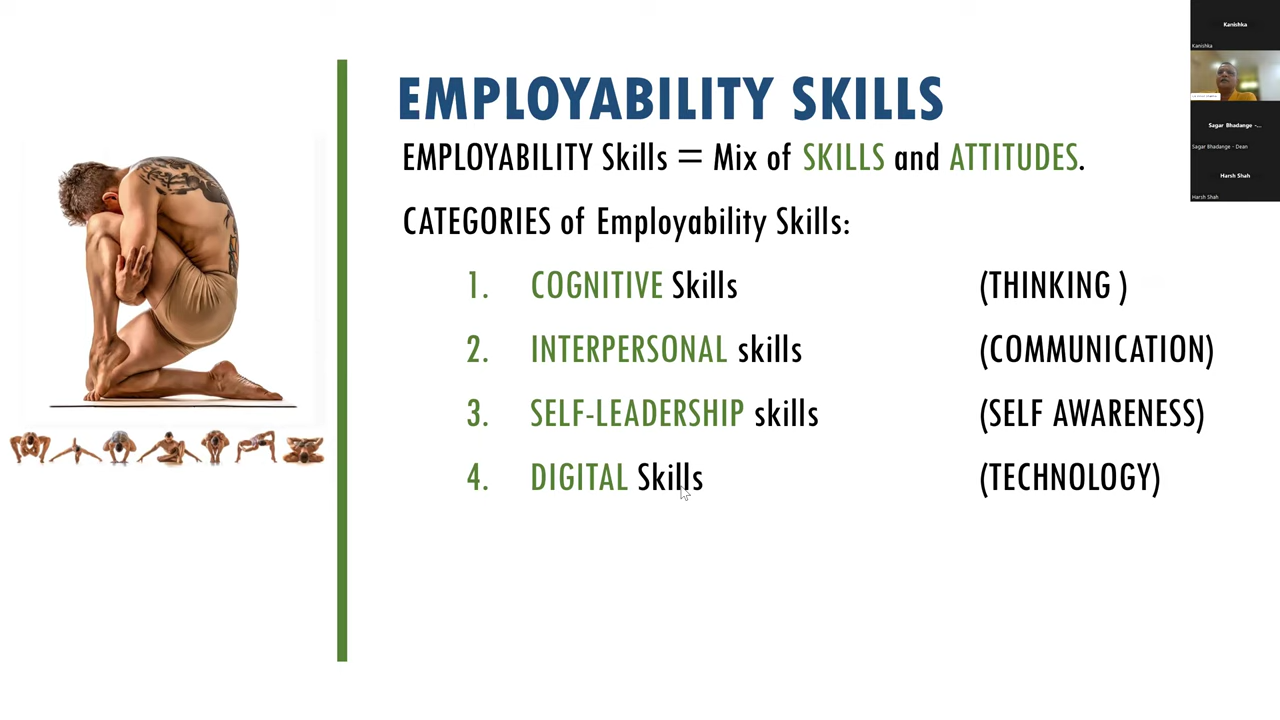 EMPLOYABILITY SKILLS
EMPLOYABILITY Skills = Mix of SKILLS and ATTITUDES.
CATEGORIES of Employability Skills:
1. COGNITIVE Skills (THINKING )
2. INTERPERSONAL skills (COMMUNICATION)
3. SELF-LEADERSHIP skills (SELF AWARENESS)
4. DIGITAL Skills (TECHNOLOGY)
Kanishka
Kanishka
Sagar Bhadange -...
Sagar Bhadange - Dean
Harsh Shah
Harsh Shah